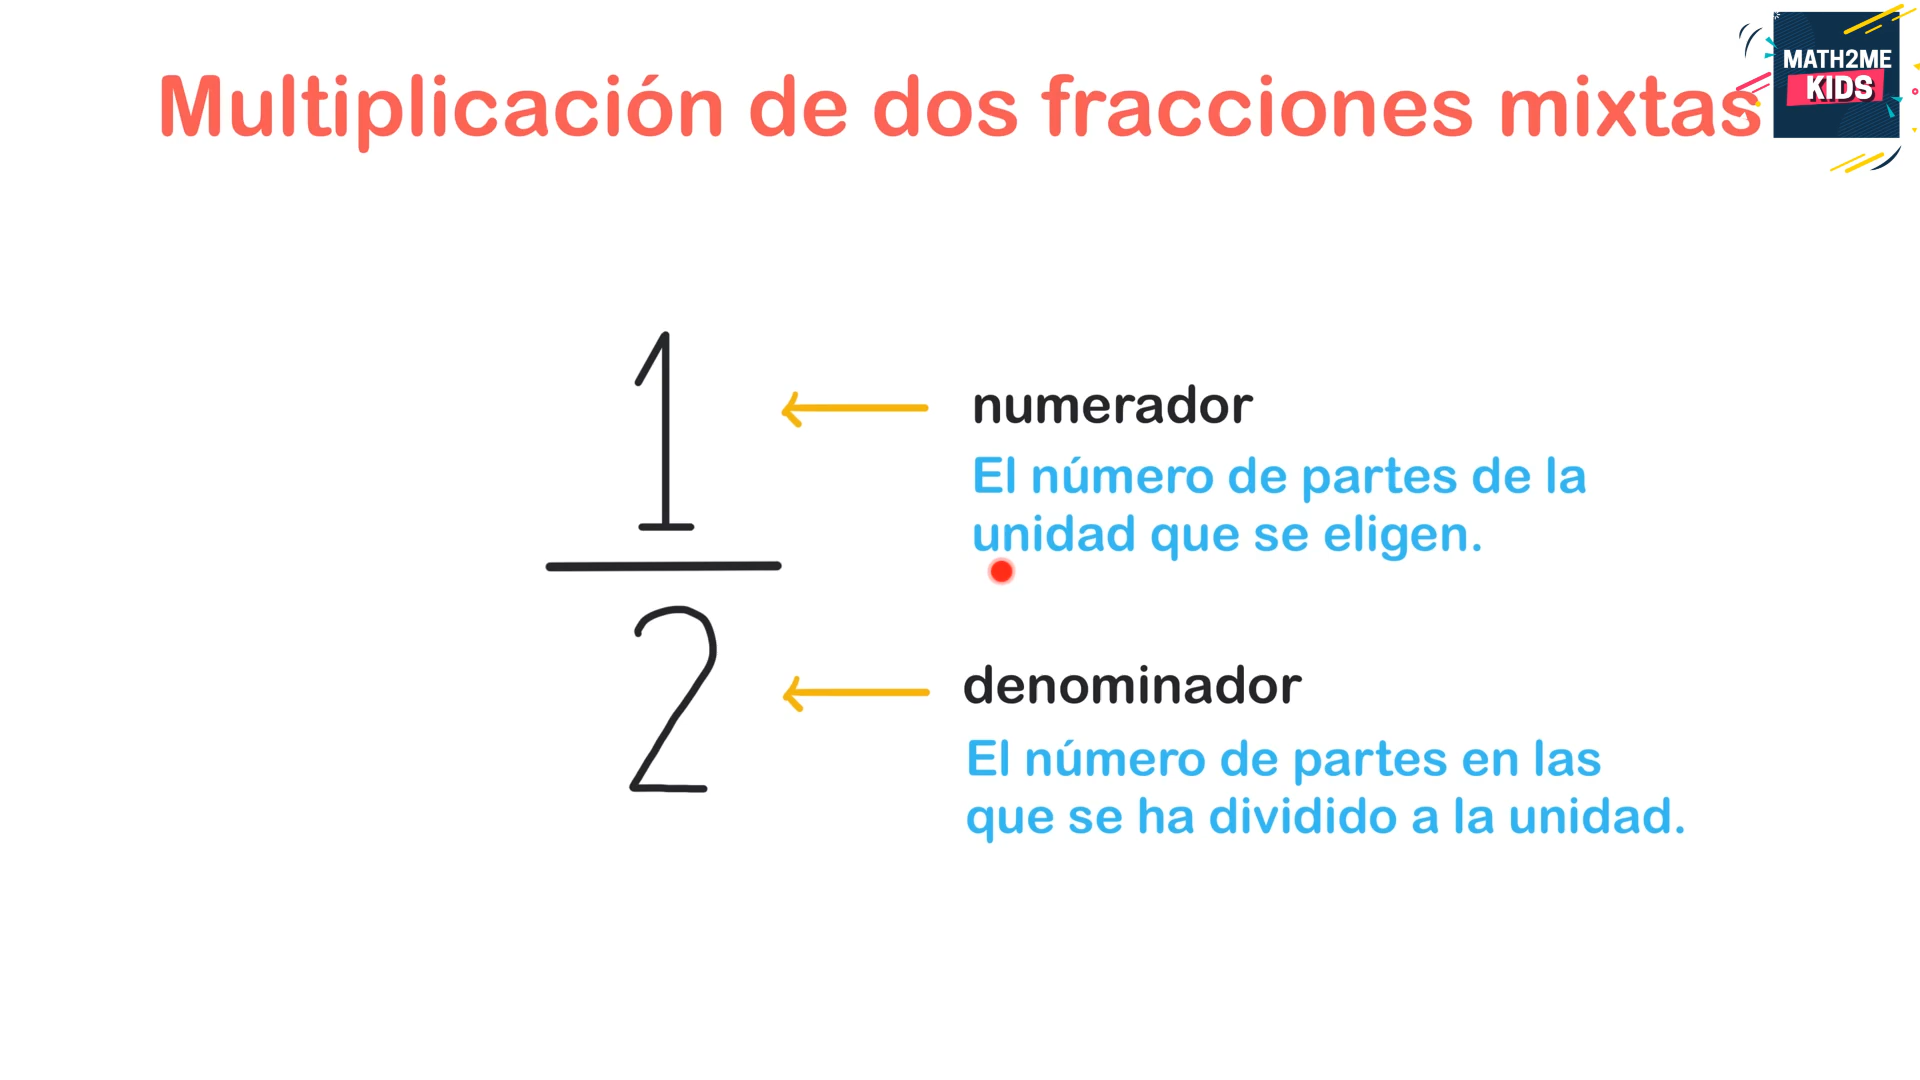 Multiplicación de dos fracciones mixtas
MATH2ME
KIDS
1
numerador
El número de partes de la
unidad que se eligen.
2
denominador
El número de partes en las
que se ha dividido a la unidad.